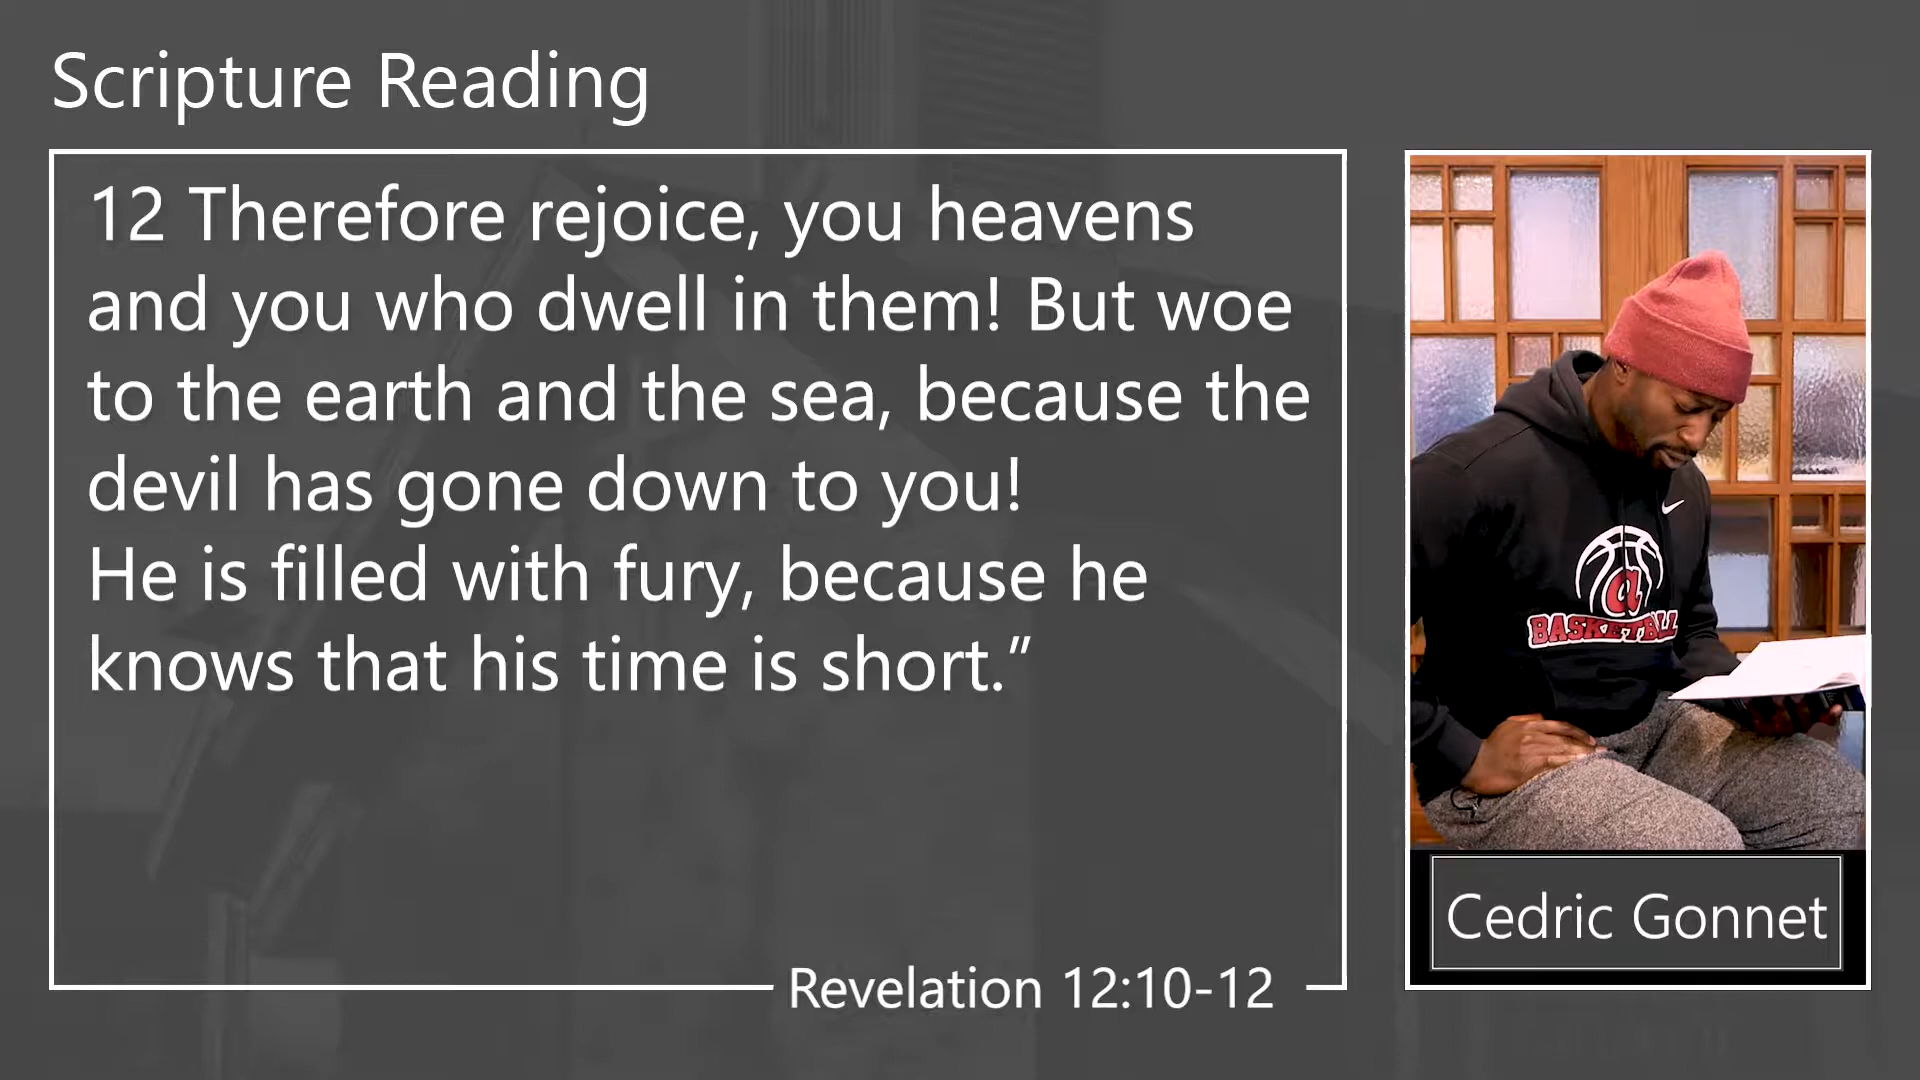 Scripture Reading
12 Therefore rejoice, you heavens
and you who dwell in them! But woe
to the earth and the sea, because the
devil has gone down to you!
He is filled with fury, because he
knows that his time is short.”
Revelation 12:10-12
a
BASKETBALL
Cedric Gonnet